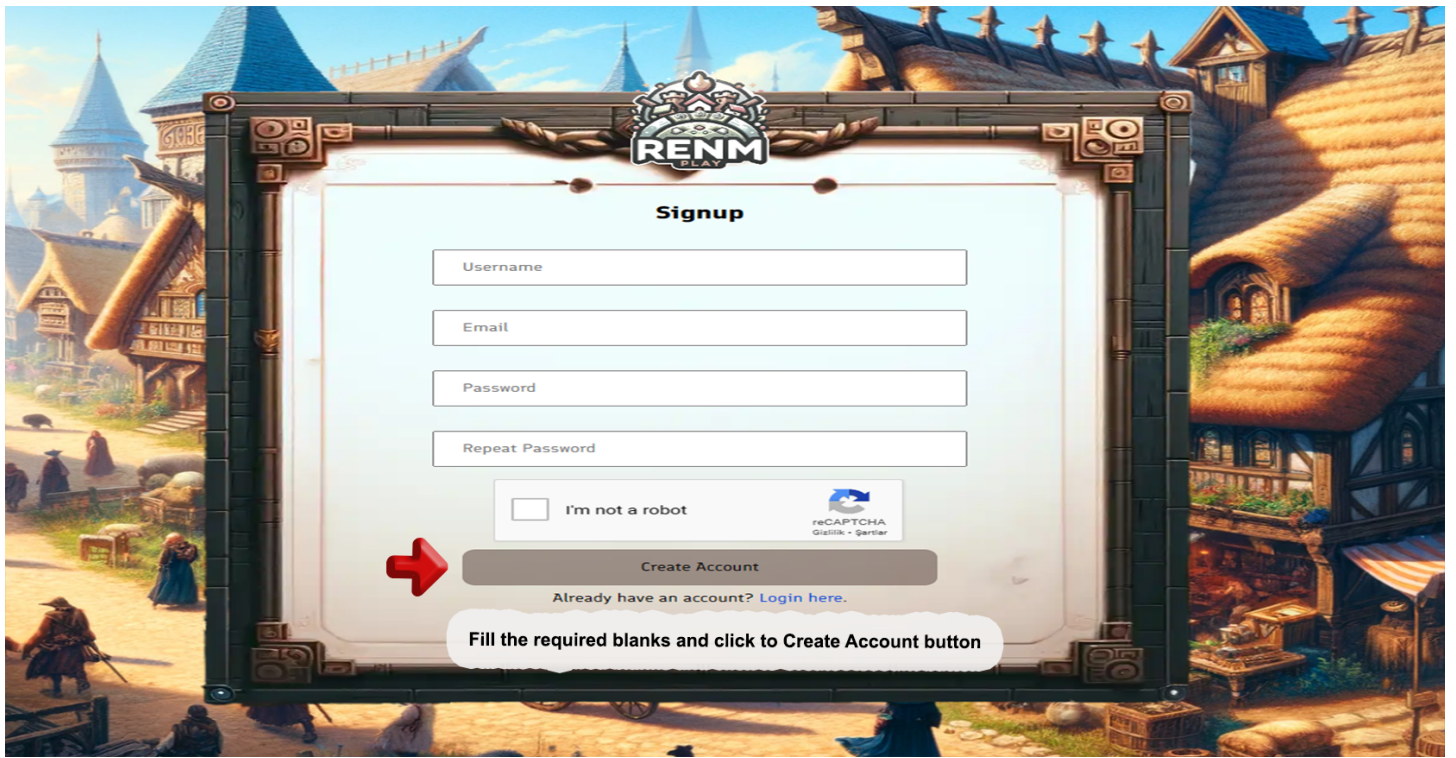 RENM
PLAY
Signup
Username
Email
Password
Repeat Password
I'm not a robot
reCAPTCHA
Gizlilik - Şartlar
Create Account
Already have an account? Login here.
Fill the required blanks and click to Create Account button